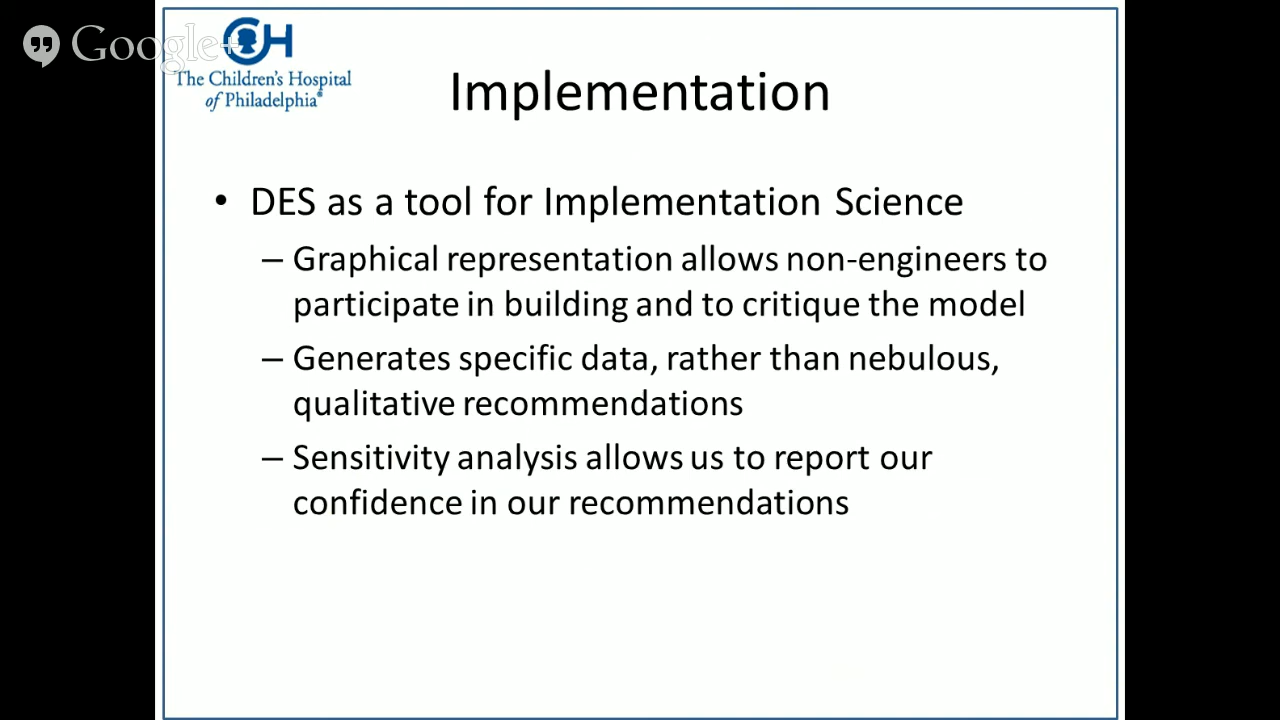 Google+
CH
The Children's Hospital
of Philadelphia®
Implementation
• DES as a tool for Implementation Science
– Graphical representation allows non-engineers to
participate in building and to critique the model
– Generates specific data, rather than nebulous,
qualitative recommendations
– Sensitivity analysis allows us to report our
confidence in our recommendations